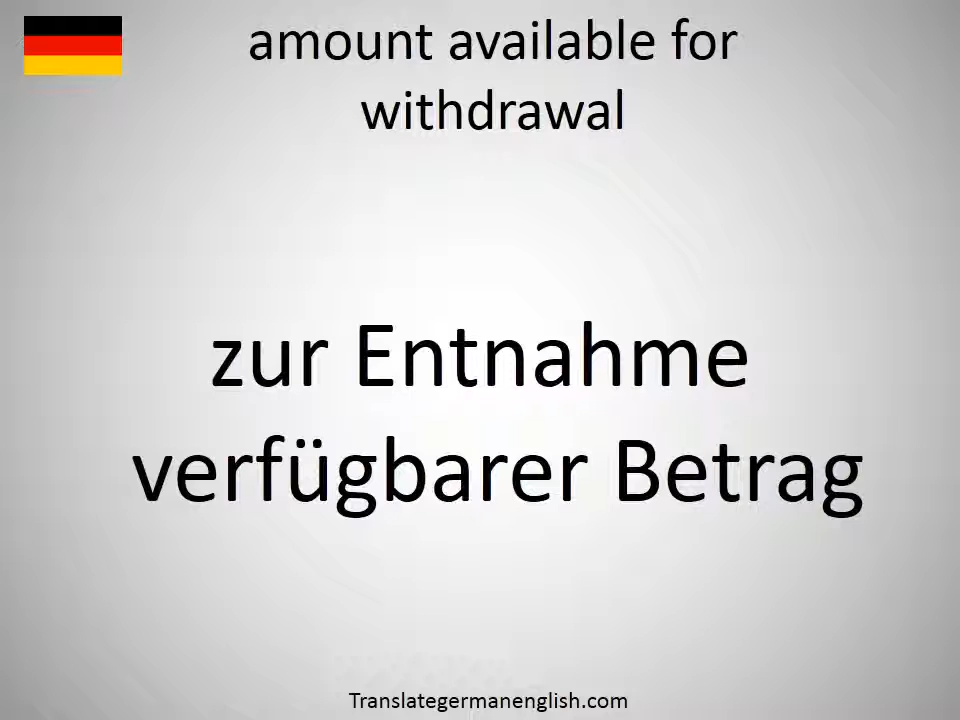 amount available for
withdrawal
zur Entnahme
verfügbarer Betrag
Translategermanenglish.com